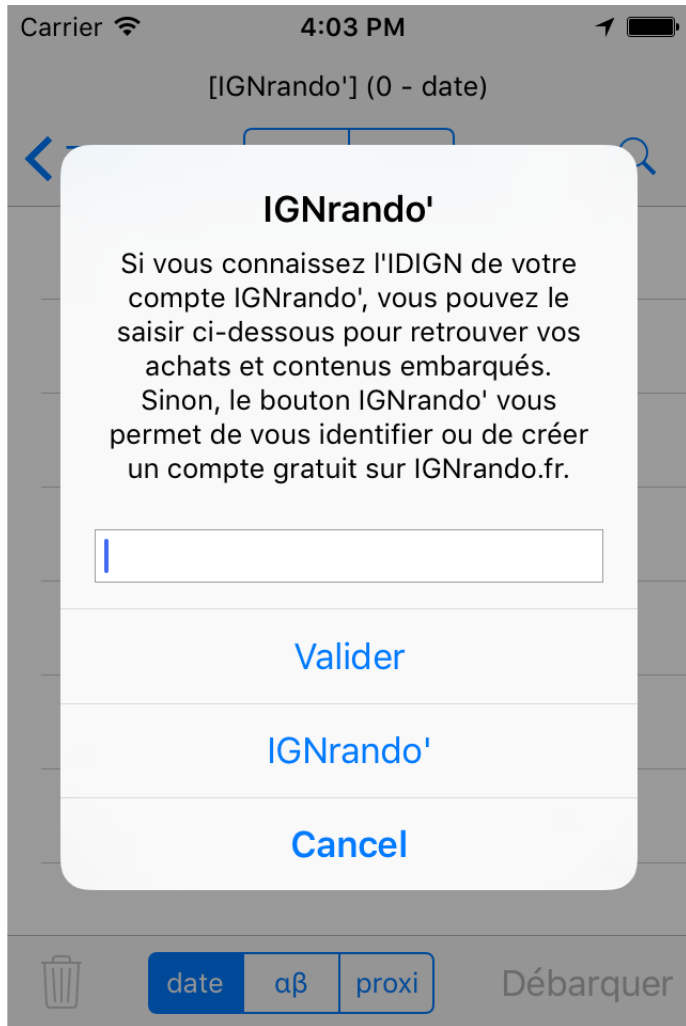 Carrier 4:03 PM
[IGNrando'] (0 - date)
IGNrando'
Si vous connaissez l'IDIGN de votre
compte IGNrando', vous pouvez le
saisir ci-dessous pour retrouver vos
achats et contenus embarqués.
Sinon, le bouton IGNrando' vous
permet de vous identifier ou de créer
un compte gratuit sur IGNrando.fr.
Valider
IGNrando'
Cancel
date αβ proxi Débarquer